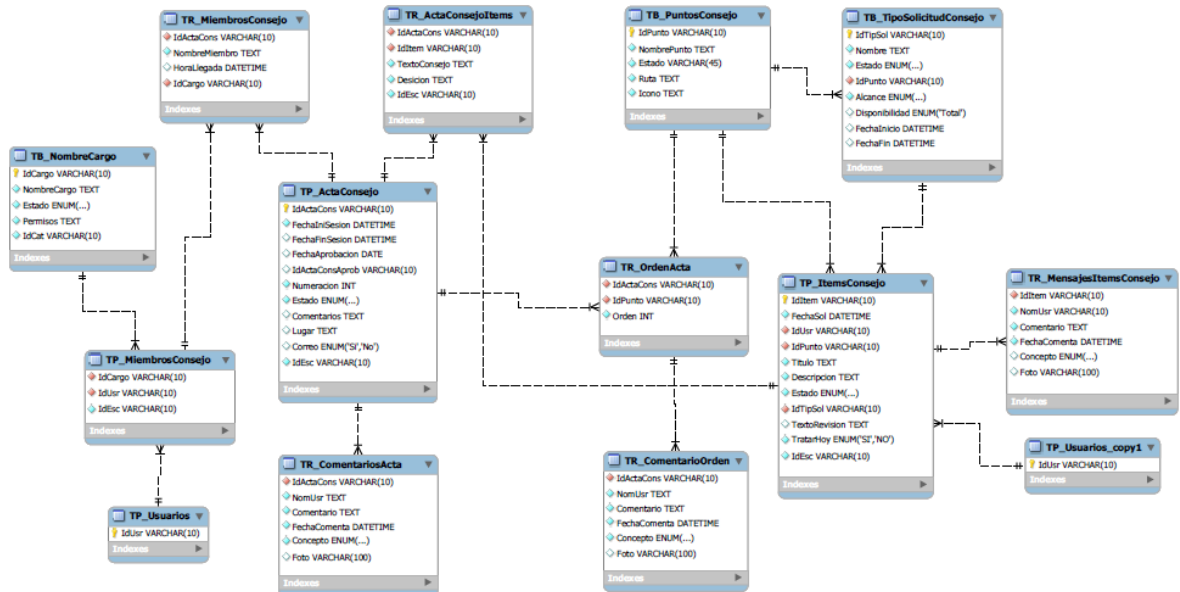 TR_MiembrosConsejo
IdActaCons VARCHAR(10)
NombreMiembro TEXT
HoraLlegada DATETIME
IdCargo VARCHAR(10)
Indexes
TR_ActaConsejoItems
IdActaCons VARCHAR(10)
IdItem VARCHAR(10)
TextoConsejo TEXT
Desicion TEXT
IdEsc VARCHAR(10)
Indexes
TB_PuntosConsejo
IdPunto VARCHAR(10)
NombrePunto TEXT
Estado VARCHAR(45)
Ruta TEXT
Icono TEXT
Indexes
TB_TipoSolicitudConsejo
IdTipSol VARCHAR(10)
Nombre TEXT
Estado ENUM(...)
IdPunto VARCHAR(10)
Alcance ENUM(...)
Disponibilidad ENUM('Total')
FechaInicio DATETIME
FechaFin DATETIME
Indexes
TB_NombreCargo
IdCargo VARCHAR(10)
NombreCargo TEXT
Estado ENUM(...)
Permisos TEXT
IdCat VARCHAR(10)
Indexes
TP_ActaConsejo
IdActaCons VARCHAR(10)
FechaIniSesion DATETIME
FechaFinSesion DATETIME
FechaAprobacion DATE
IdActaConsAprob VARCHAR(10)
Numeracion INT
Estado ENUM(...)
Comentarios TEXT
Lugar TEXT
Correo ENUM('Si','No')
IdEsc VARCHAR(10)
Indexes
TR_OrdenActa
IdActaCons VARCHAR(10)
IdPunto VARCHAR(10)
Orden INT
Indexes
TP_ItemsConsejo
IdItem VARCHAR(10)
FechaSol DATETIME
IdUsr VARCHAR(10)
IdPunto VARCHAR(10)
Titulo TEXT
Descripcion TEXT
Estado ENUM(...)
IdTipSol VARCHAR(10)
TextoRevision TEXT
TratarHoy ENUM('SI','NO')
IdEsc VARCHAR(10)
Indexes
TR_MensajesItemsConsejo
IdItem VARCHAR(10)
NomUsr VARCHAR(10)
Comentario TEXT
FechaComenta DATETIME
Concepto ENUM(...)
Foto VARCHAR(100)
Indexes
TP_MiembrosConsejo
IdCargo VARCHAR(10)
IdUsr VARCHAR(10)
IdEsc VARCHAR(10)
Indexes
TP_Usuarios
IdUsr VARCHAR(10)
Indexes
TR_ComentariosActa
IdActaCons VARCHAR(10)
NomUsr TEXT
Comentario TEXT
FechaComenta DATETIME
Concepto ENUM(...)
Foto VARCHAR(100)
Indexes
TR_ComentarioOrden
IdActaCons VARCHAR(10)
NomUsr TEXT
Comentario TEXT
FechaComenta DATETIME
Concepto ENUM(...)
Foto VARCHAR(100)
Indexes
TP_Usuarios_copy1
IdUsr VARCHAR(10)
Indexes